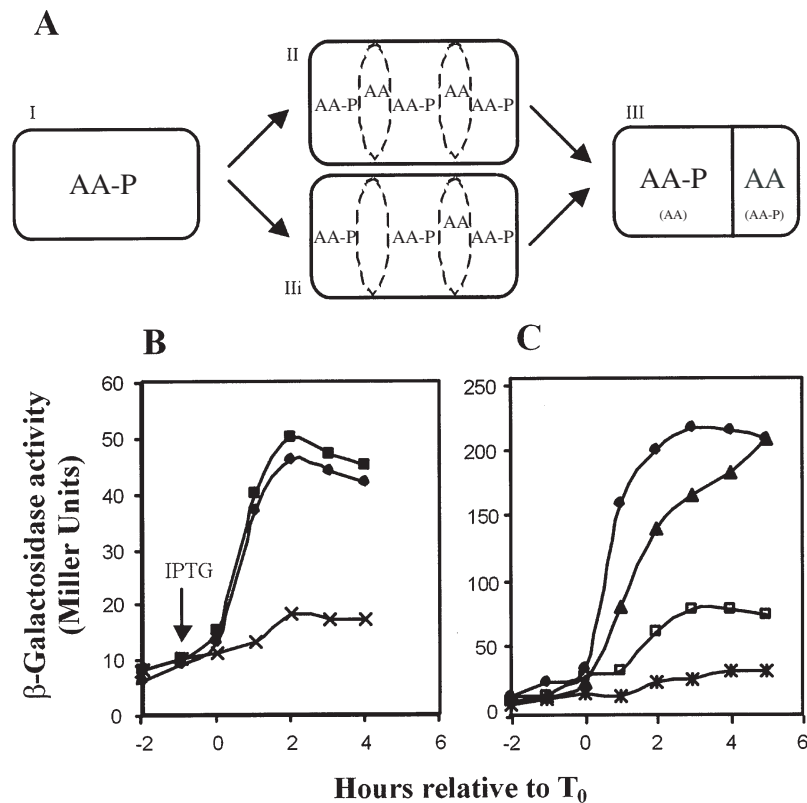 A
I
AA-P
II
AA-P AA AA-P AA AA-P
AA-P AA-P AA AA-P
IIi
III
AA-P AA
(AA) (AA-P)
B
C
β-Galactosidase activity
(Miller Units)
60
50
40
30
20
10
0
IPTG
-2 0 2 4 6
250
200
150
100
50
0
-2 0 2 4 6
Hours relative to T0